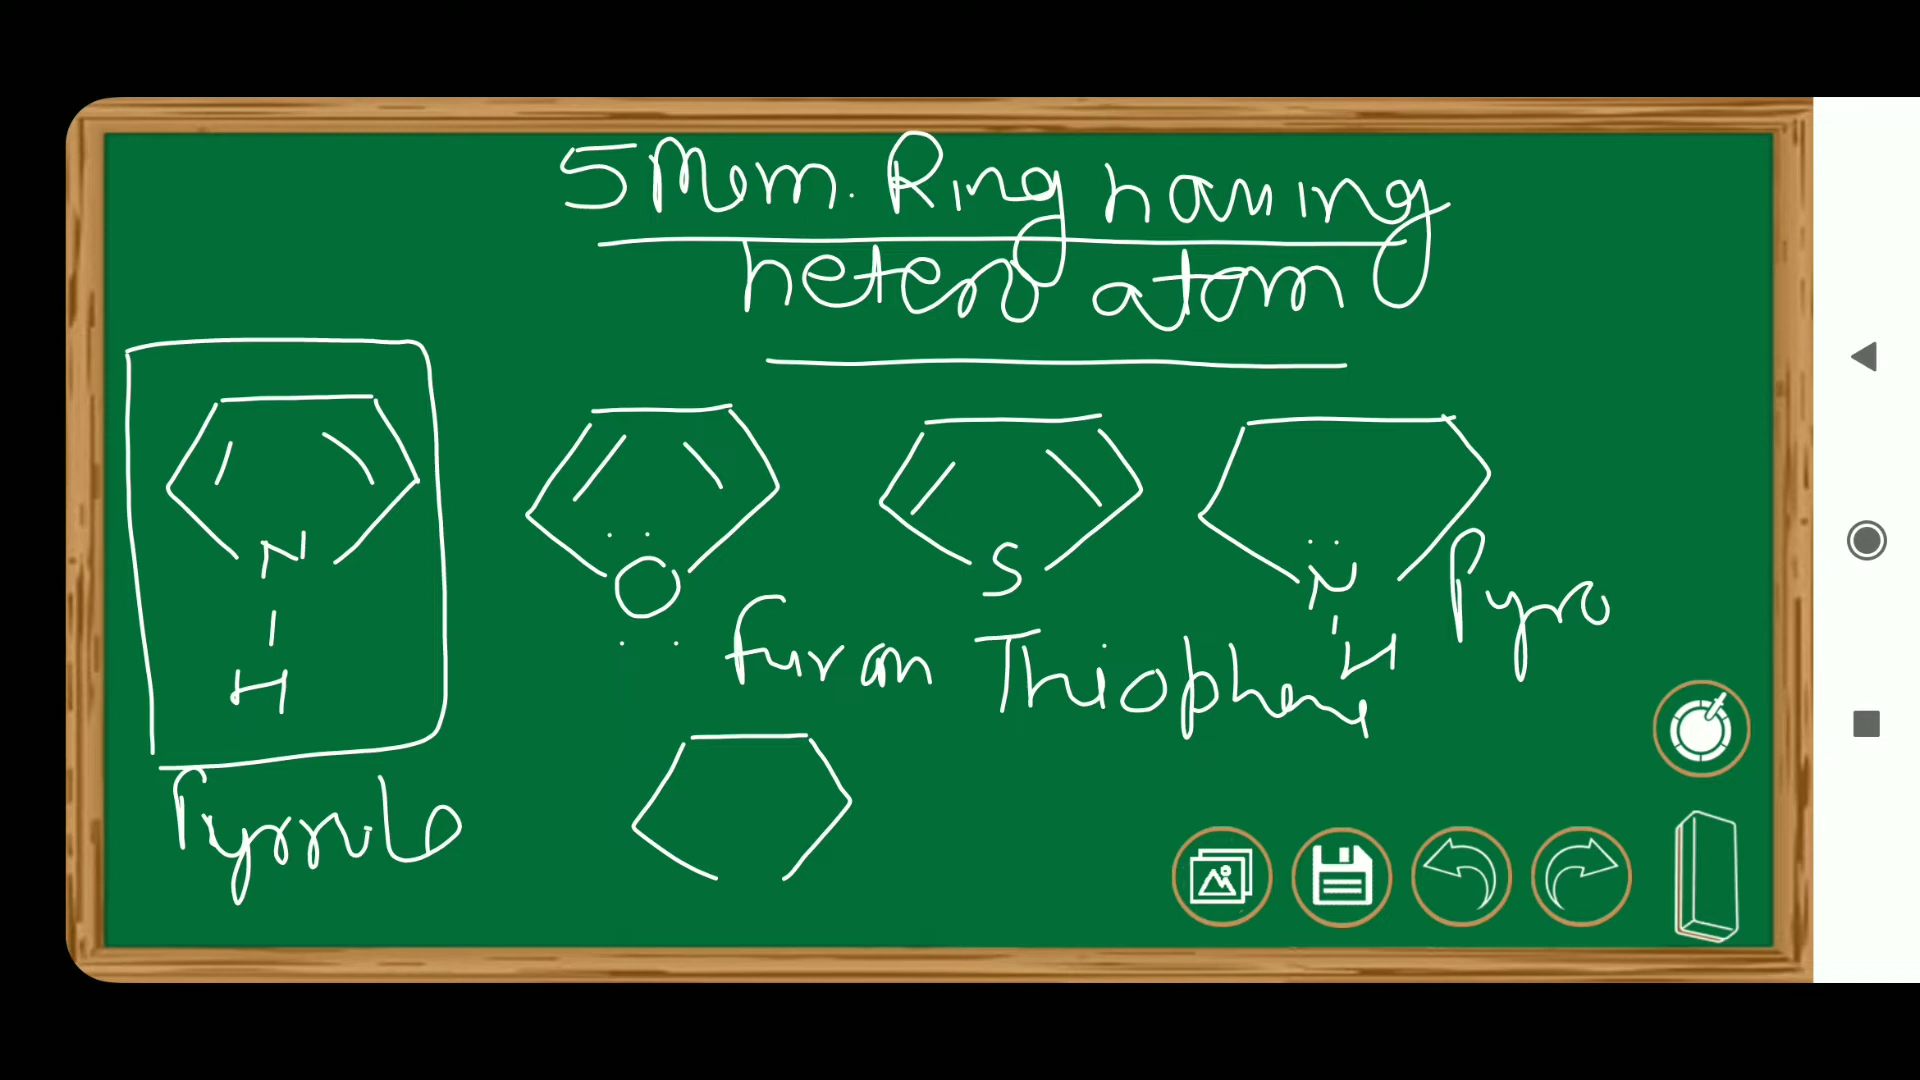 5 Mem. Ring having
hetero atom
N
H
O
S
N
H
Pyro
Furan
Thiophene
Pyrrole